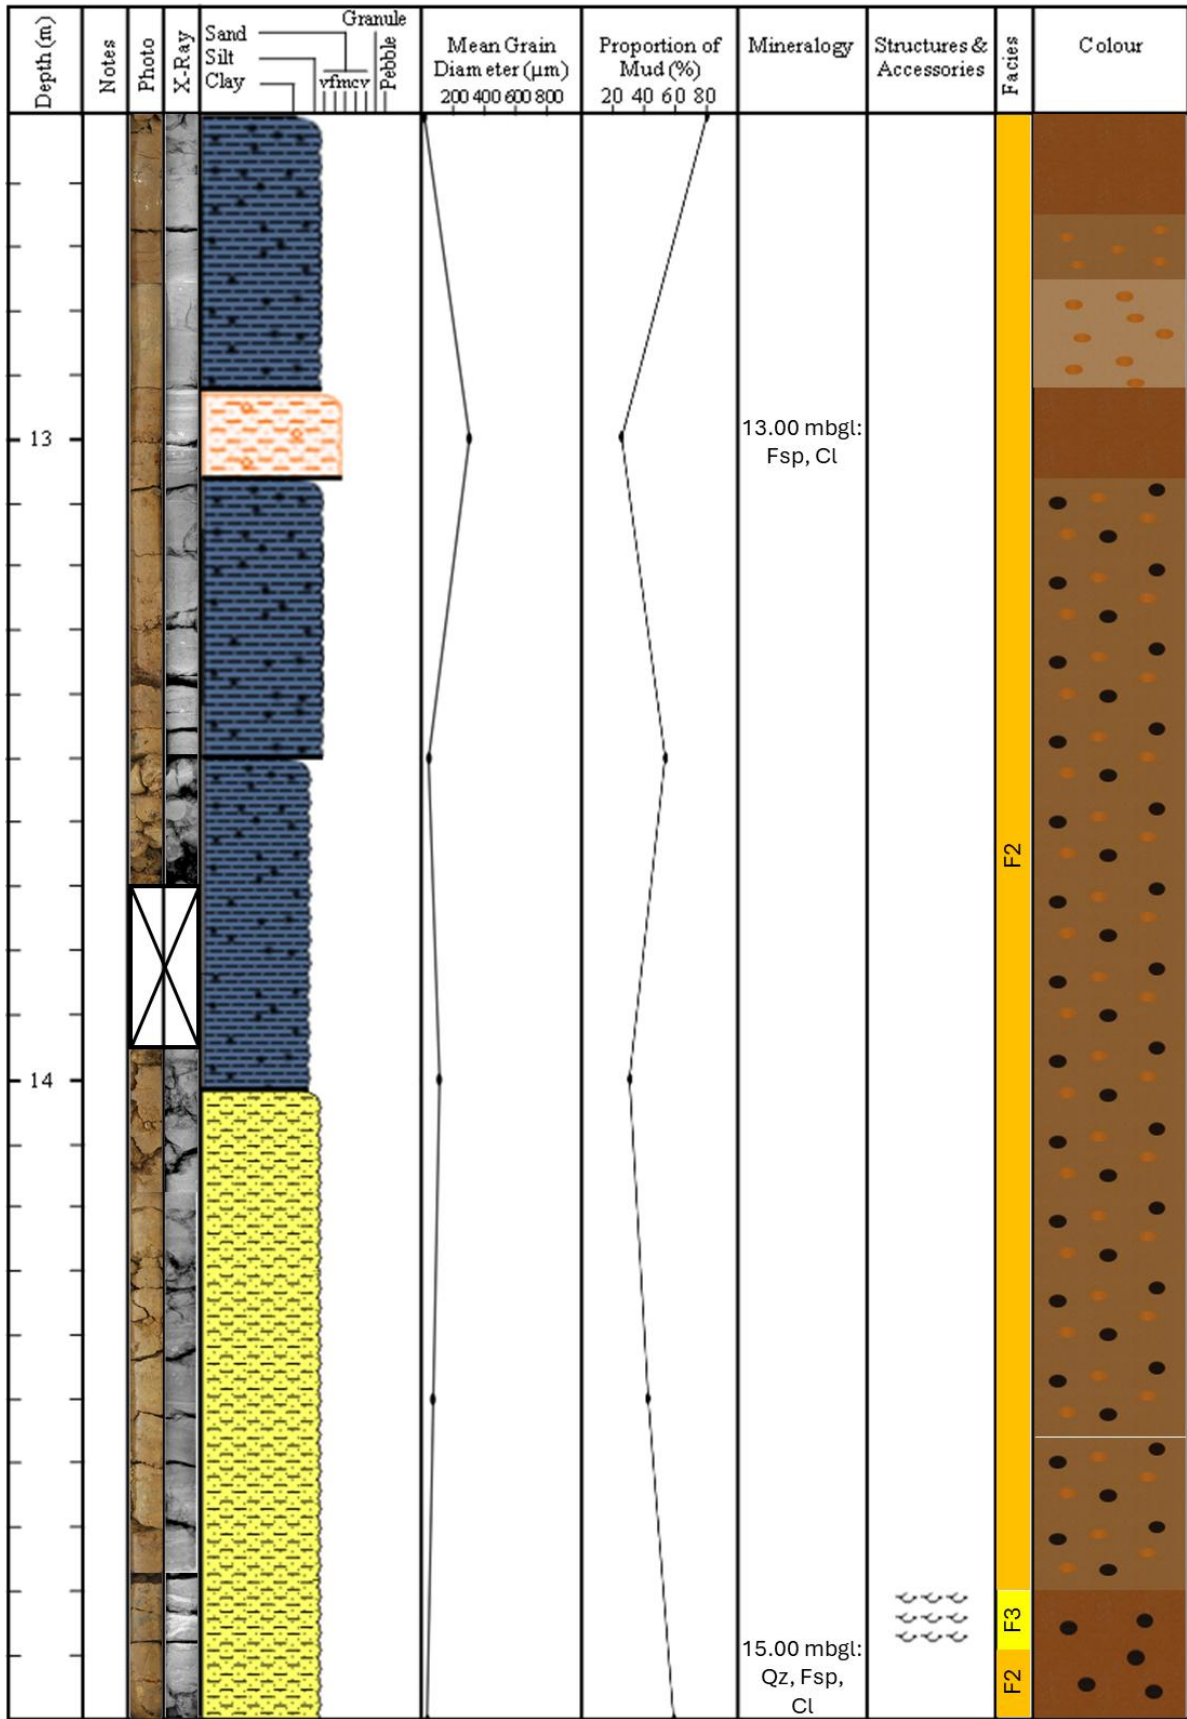 Depth (m)
Notes
Photo
X-Ray
Granule
Sand
Silt
Clay
vfmcv
Pebble
Mean Grain
Diameter (μm)
200 400 600 800
Proportion of
Mud (%)
20 40 60 80
Mineralogy
Structures &
Accessories
Facies
Colour
13
13.00 mbgl:
Fsp, Cl
F2
14
F3
15.00 mbgl:
Qz, Fsp,
Cl
F2